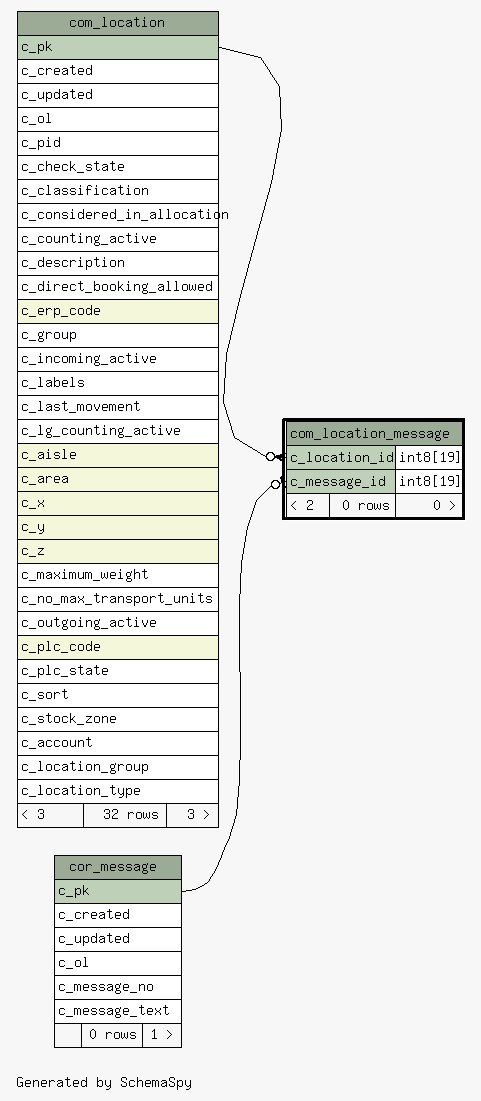 com_location
c_pk
c_created
c_updated
c_ol
c_pid
c_check_state
c_classification
c_considered_in_allocation
c_counting_active
c_description
c_direct_booking_allowed
c_erp_code
c_group
c_incoming_active
c_labels
c_last_movement
c_lg_counting_active
c_aisle
c_area
c_x
c_y
c_z
c_maximum_weight
c_no_max_transport_units
c_outgoing_active
c_plc_code
c_plc_state
c_sort
c_stock_zone
c_account
c_location_group
c_location_type
< 3 32 rows 3 >
com_location_message
c_location_id int8[19]
c_message_id int8[19]
< 2 0 rows 0 >
cor_message
c_pk
c_created
c_updated
c_ol
c_message_no
c_message_text
0 rows 1 >
Generated by SchemaSpy